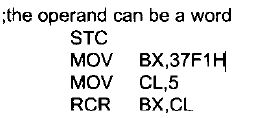 ;the operand can be a word
STC
MOV BX,37F1H
MOV CL,5
RCR BX,CL